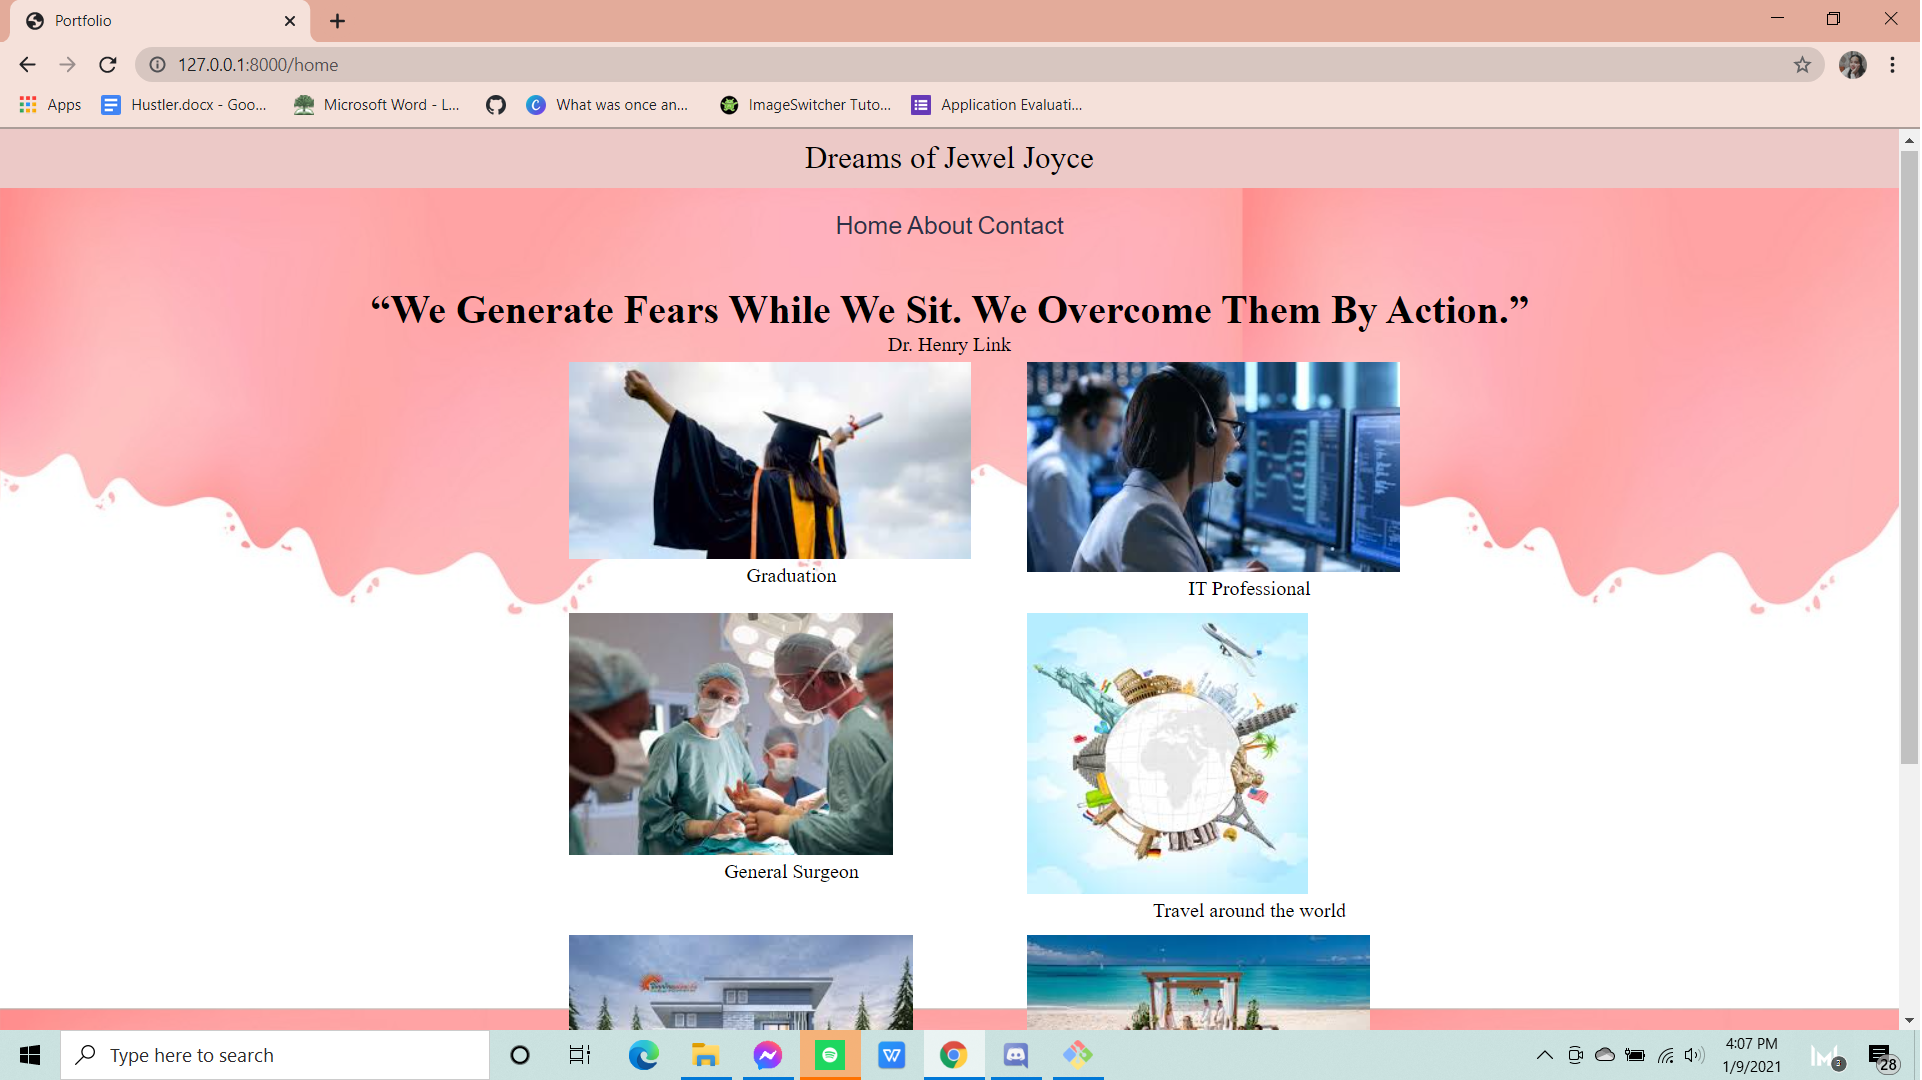 Portfolio
127.0.0.1:8000/home
Apps
Hustler.docx - Goo...
Microsoft Word - L...
What was once an...
ImageSwitcher Tuto...
Application Evaluati...
Dreams of Jewel Joyce
Home About Contact
“We Generate Fears While We Sit. We Overcome Them By Action.”
Dr. Henry Link
Graduation
IT Professional
General Surgeon
Travel around the world
Type here to search
4:07 PM
1/9/2021
3
28